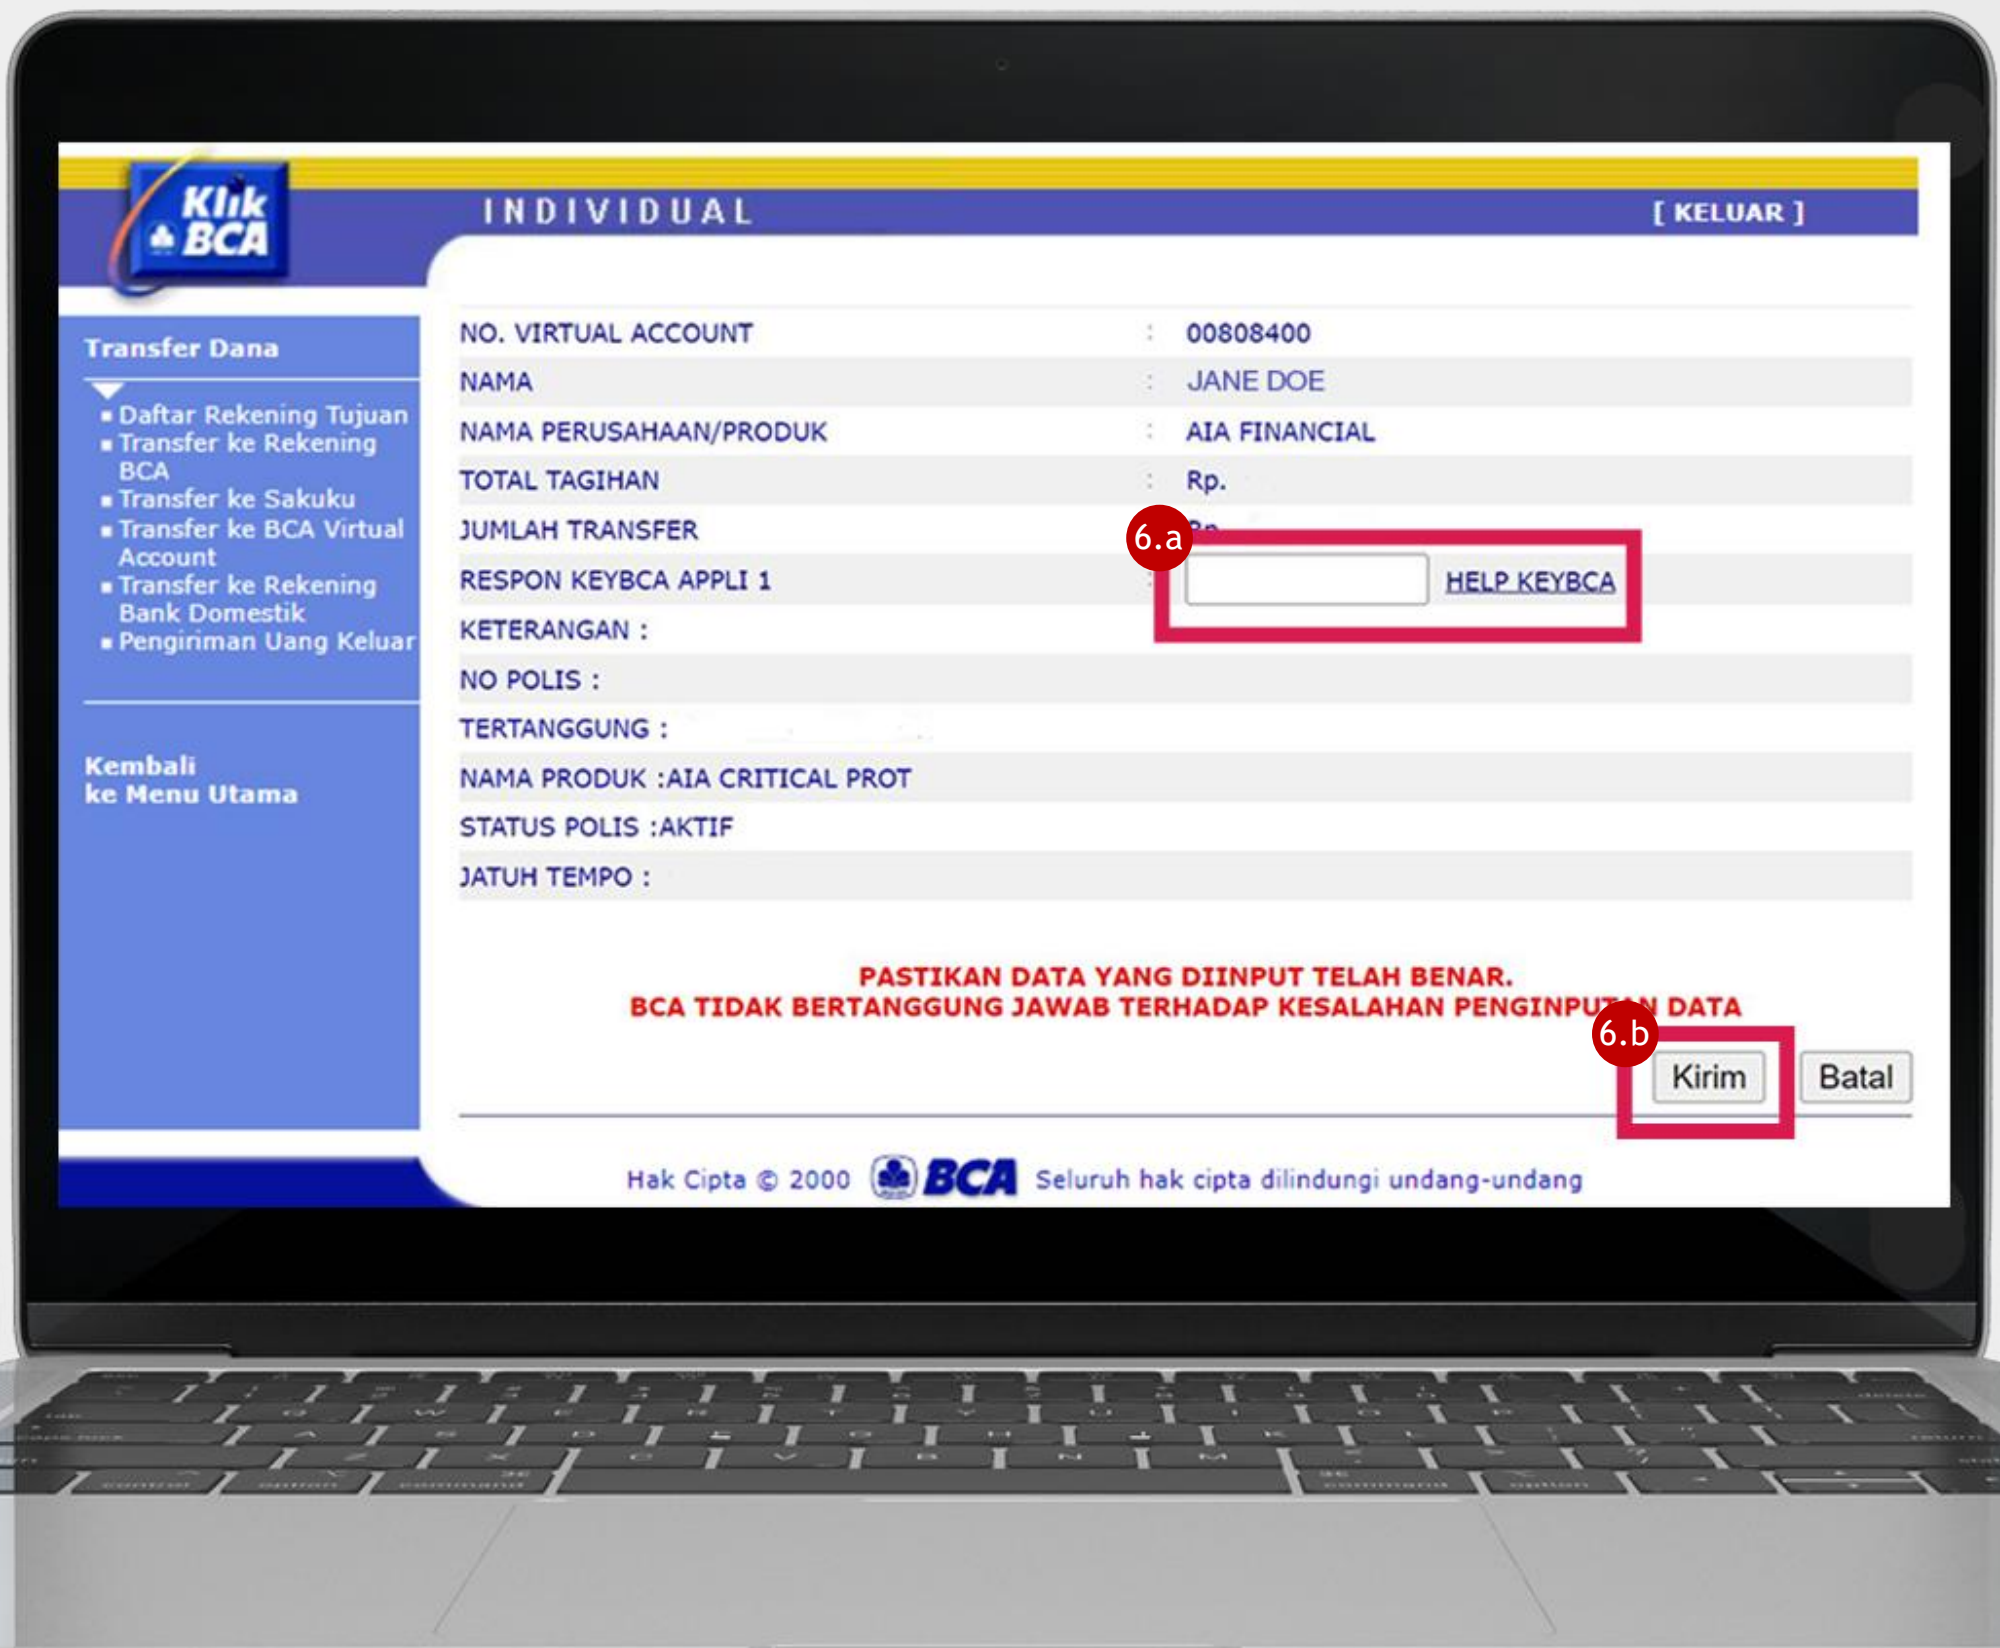 Klik
BCA
INDIVIDUAL
[ KELUAR ]
Transfer Dana
Daftar Rekening Tujuan
Transfer ke Rekening
BCA
Transfer ke Sakuku
Transfer ke BCA Virtual
Account
Transfer ke Rekening
Bank Domestik
Pengiriman Uang Keluar
Kembali
ke Menu Utama
NO. VIRTUAL ACCOUNT : 00808400
NAMA : JANE DOE
NAMA PERUSAHAAN/PRODUK : AIA FINANCIAL
TOTAL TAGIHAN : Rp.
JUMLAH TRANSFER Rp.
6.a
RESPON KEYBCA APPLI 1 : HELP KEYBCA
KETERANGAN :
NO POLIS :
TERTANGGUNG :
NAMA PRODUK :AIA CRITICAL PROT
STATUS POLIS :AKTIF
JATUH TEMPO :
PASTIKAN DATA YANG DIINPUT TELAH BENAR.
BCA TIDAK BERTANGGUNG JAWAB TERHADAP KESALAHAN PENGINPUTAN DATA
6.b
Kirim
Batal
Hak Cipta © 2000 BCA Seluruh hak cipta dilindungi undang-undang